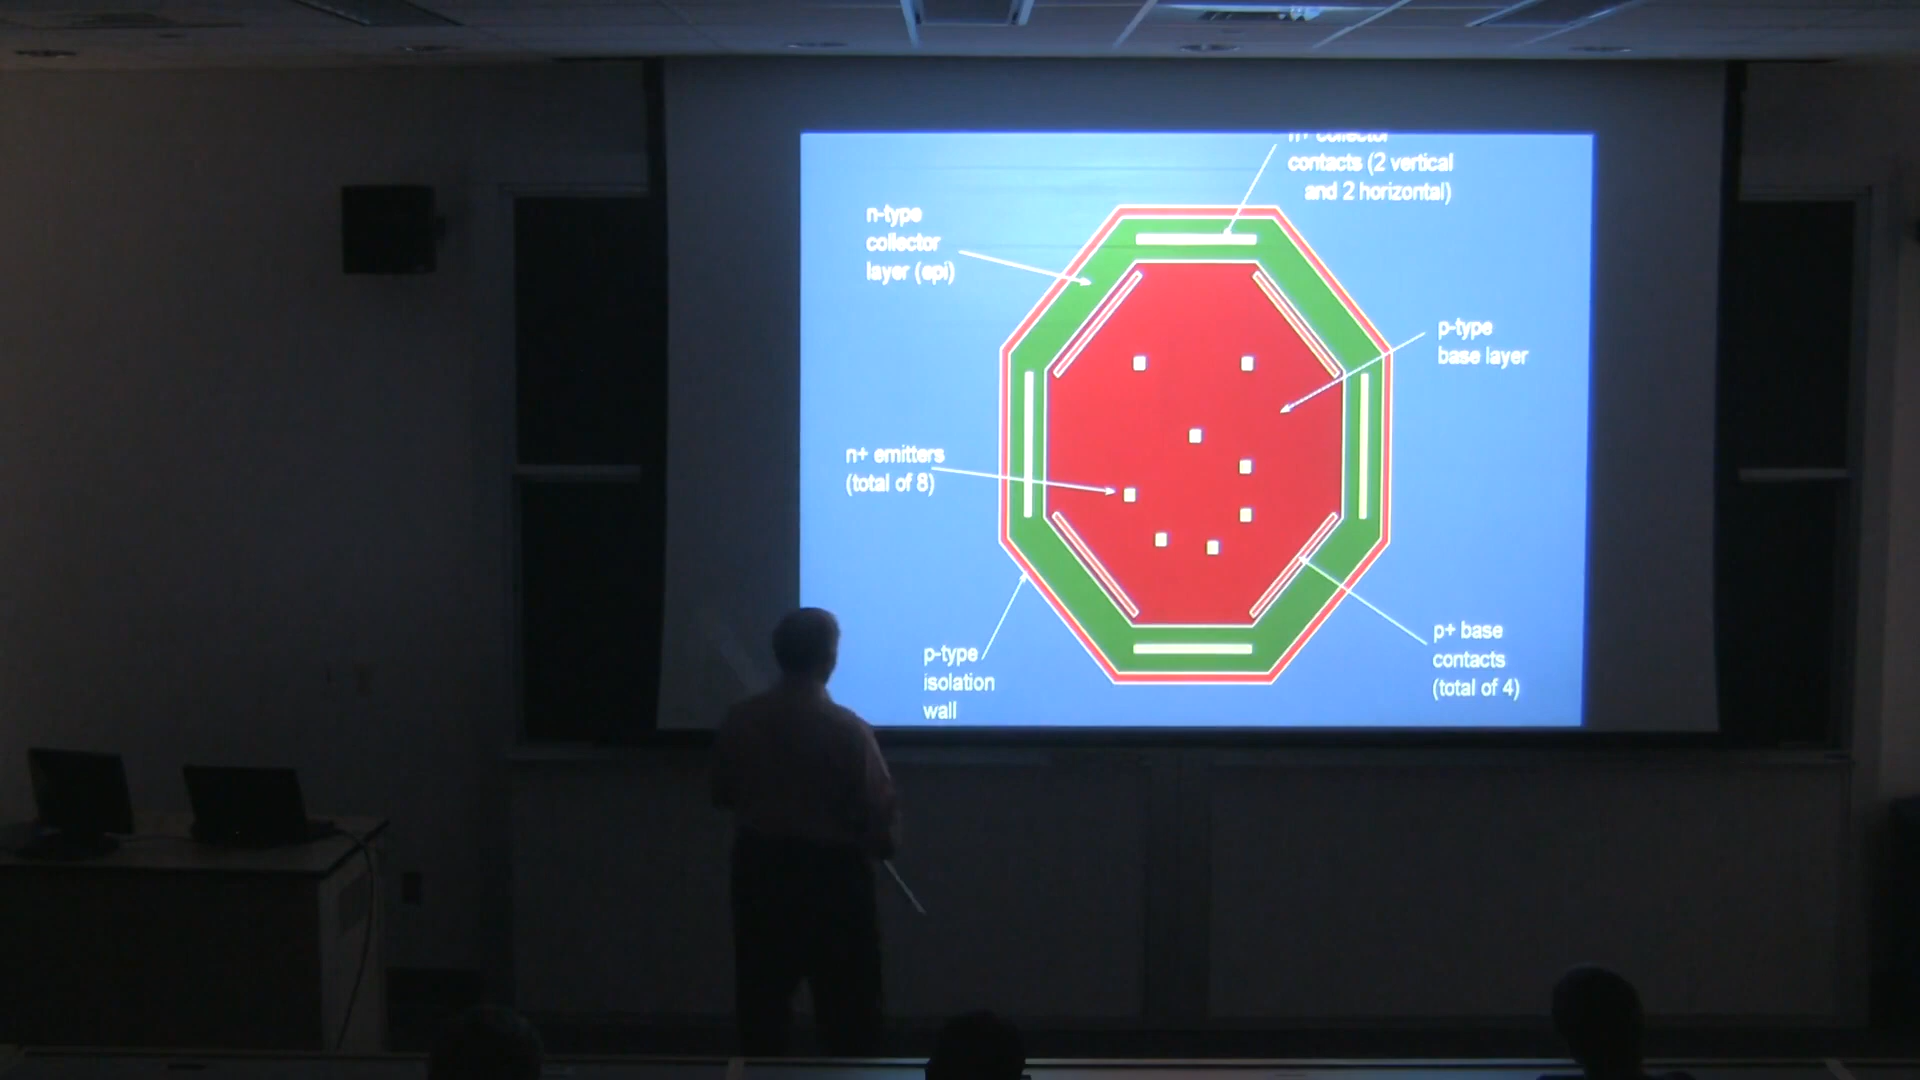 n+ collector
contacts (2 vertical
and 2 horizontal)
n-type
collector
layer (epi)
p-type
base layer
n+ emitters
(total of 8)
p-type
isolation
wall
p+ base
contacts
(total of 4)